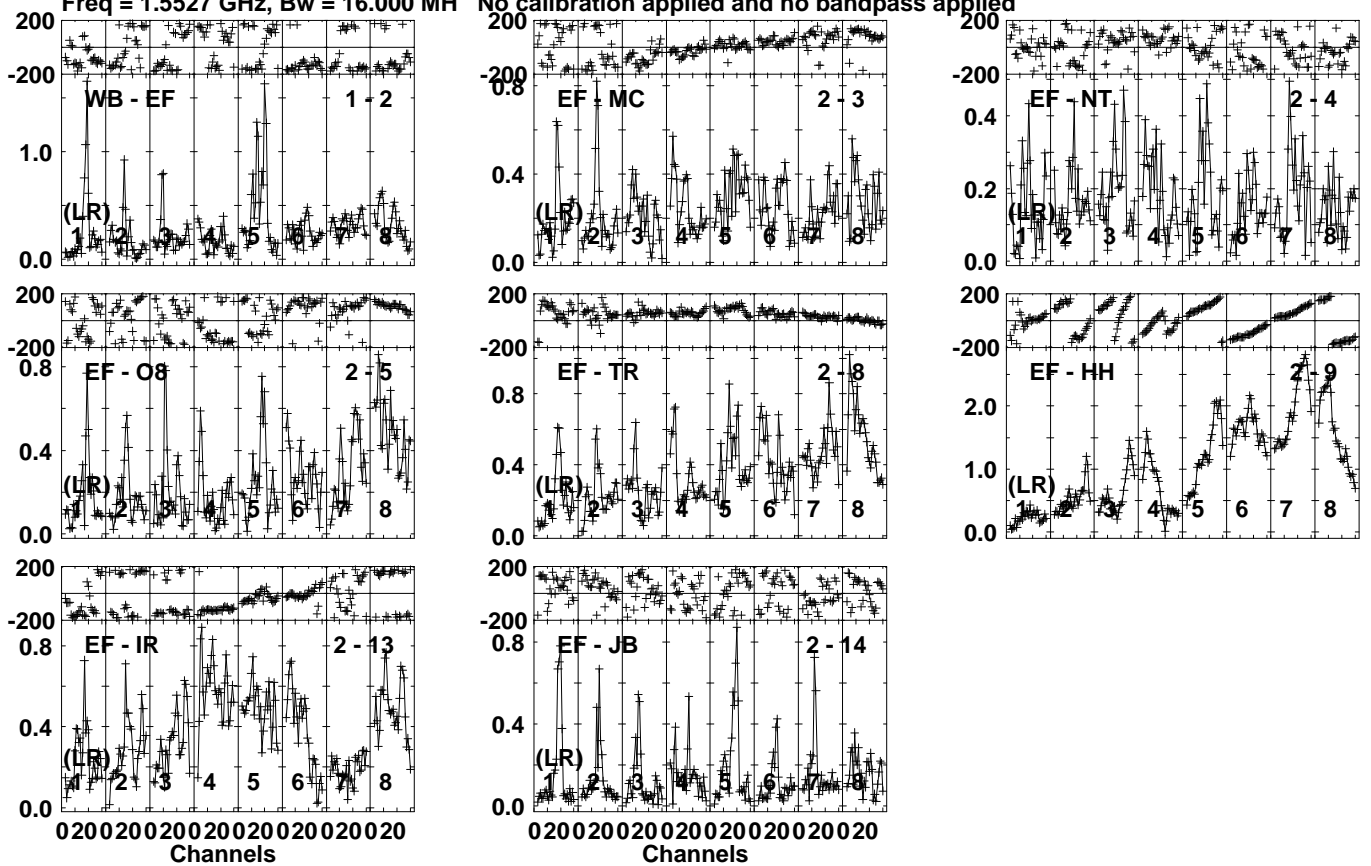 Freq = 1.5527 GHz, Bw = 16.000 MH No calibration applied and no bandpass applied
200
-200
WB - EF 1 - 2
1.0
0.0
(LR)
1 2 3 4 5 6 7 8
200
-200
EF - MC 2 - 3
0.8
0.4
0.0
(LR)
1 2 3 4 5 6 7 8
200
-200
EF - NT 2 - 4
0.4
0.2
0.0
(LR)
1 2 3 4 5 6 7 8
200
-200
EF - O8 2 - 5
0.8
0.4
0.0
(LR)
1 2 3 4 5 6 7 8
200
-200
EF - TR 2 - 8
0.8
0.4
0.0
(LR)
1 2 3 4 5 6 7 8
200
-200
EF - HH 2 - 9
2.0
1.0
0.0
(LR)
1 2 3 4 5 6 7 8
200
-200
EF - IR 2 - 13
0.8
0.4
0.0
(LR)
1 2 3 4 5 6 7 8
0 20 0 20 0 20 0 20 0 20 0 20 0 20 0 20
Channels
200
-200
EF - JB 2 - 14
0.8
0.4
0.0
(LR)
1 2 3 4 5 6 7 8
0 20 0 20 0 20 0 20 0 20 0 20 0 20 0 20
Channels